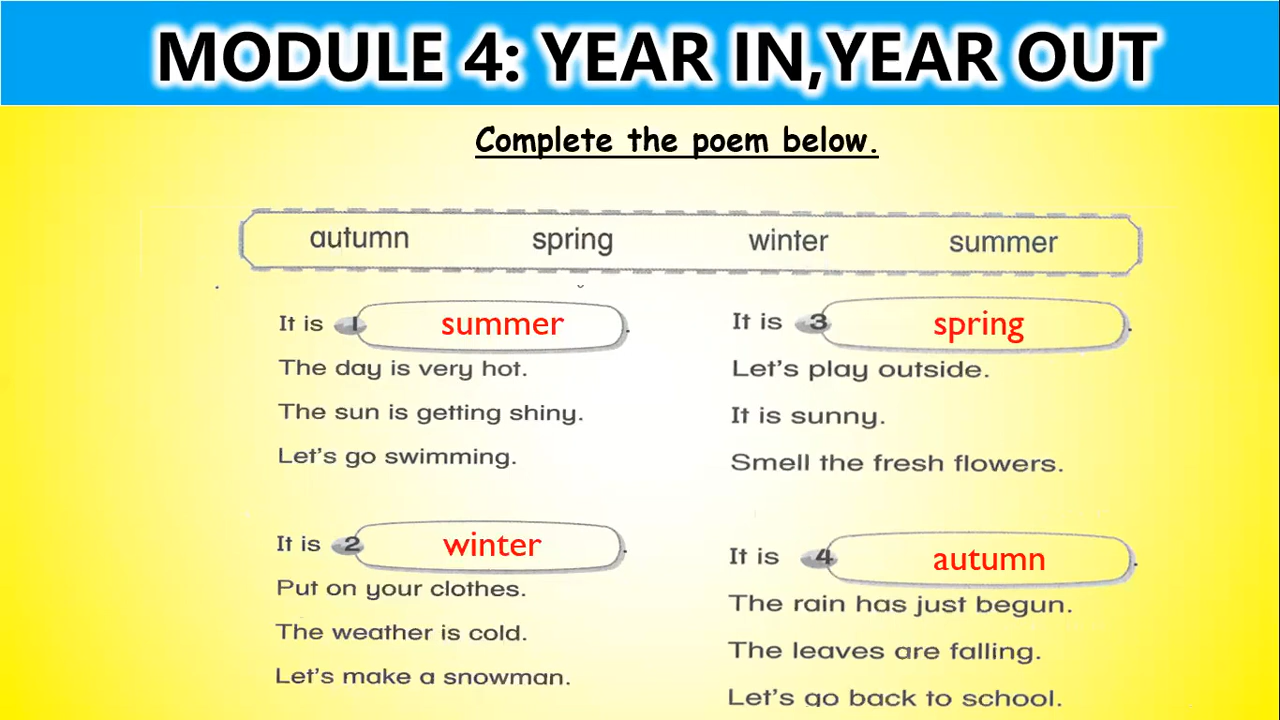 MODULE 4: YEAR IN,YEAR OUT
Complete the poem below.
autumn spring winter summer
It is 1 summer.
The day is very hot.
The sun is getting shiny.
Let's go swimming.
It is 2 winter.
Put on your clothes.
The weather is cold.
Let's make a snowman.
It is 3 spring.
Let's play outside.
It is sunny.
Smell the fresh flowers.
It is 4 autumn.
The rain has just begun.
The leaves are falling.
Let's go back to school.